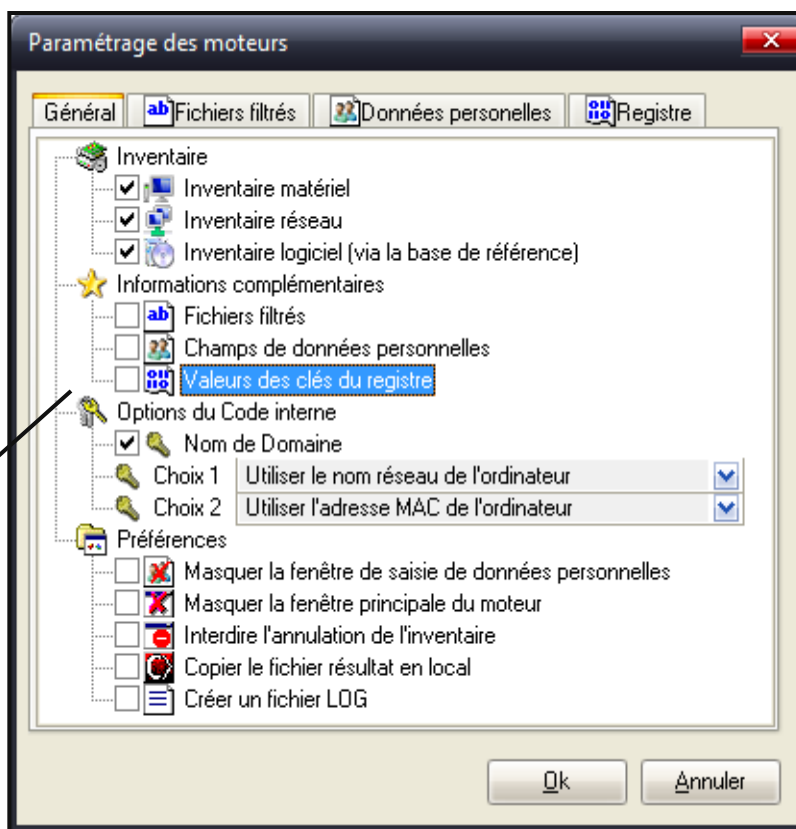 Paramétrage des moteurs
Général ab Fichiers filtrés Données personelles Registre
Inventaire
Inventaire matériel
Inventaire réseau
Inventaire logiciel (via la base de référence)
Informations complémentaires
ab Fichiers filtrés
Champs de données personnelles
Valeurs des clés du registre
Options du Code interne
Nom de Domaine
Choix 1 Utiliser le nom réseau de l'ordinateur
Choix 2 Utiliser l'adresse MAC de l'ordinateur
Préférences
Masquer la fenêtre de saisie de données personnelles
Masquer la fenêtre principale du moteur
Interdire l'annulation de l'inventaire
Copier le fichier résultat en local
Créer un fichier LOG
Ok Annuler